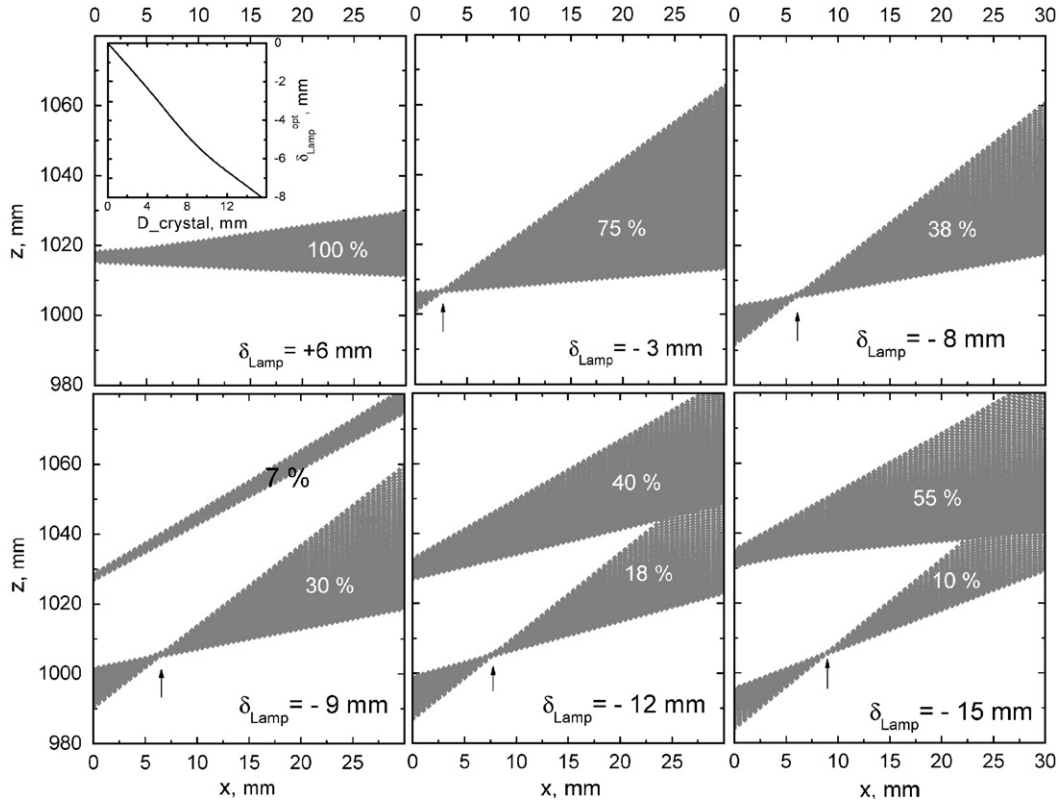 0 5 10 15 20 25
0 5 10 15 20 25
0 5 10 15 20 25 30
1060
1040
1020
1000
980
z, mm
0
-2
-4
-6
-8
δ_Lamp^opt, mm
0 4 8 12
D_crystal, mm
100 %
δ_Lamp = +6 mm
75 %
δ_Lamp = - 3 mm
38 %
δ_Lamp = - 8 mm
1060
1040
1020
1000
980
z, mm
7 %
30 %
δ_Lamp = - 9 mm
40 %
18 %
δ_Lamp = - 12 mm
55 %
10 %
δ_Lamp = - 15 mm
0 5 10 15 20 25
0 5 10 15 20 25
0 5 10 15 20 25 30
x, mm
x, mm
x, mm